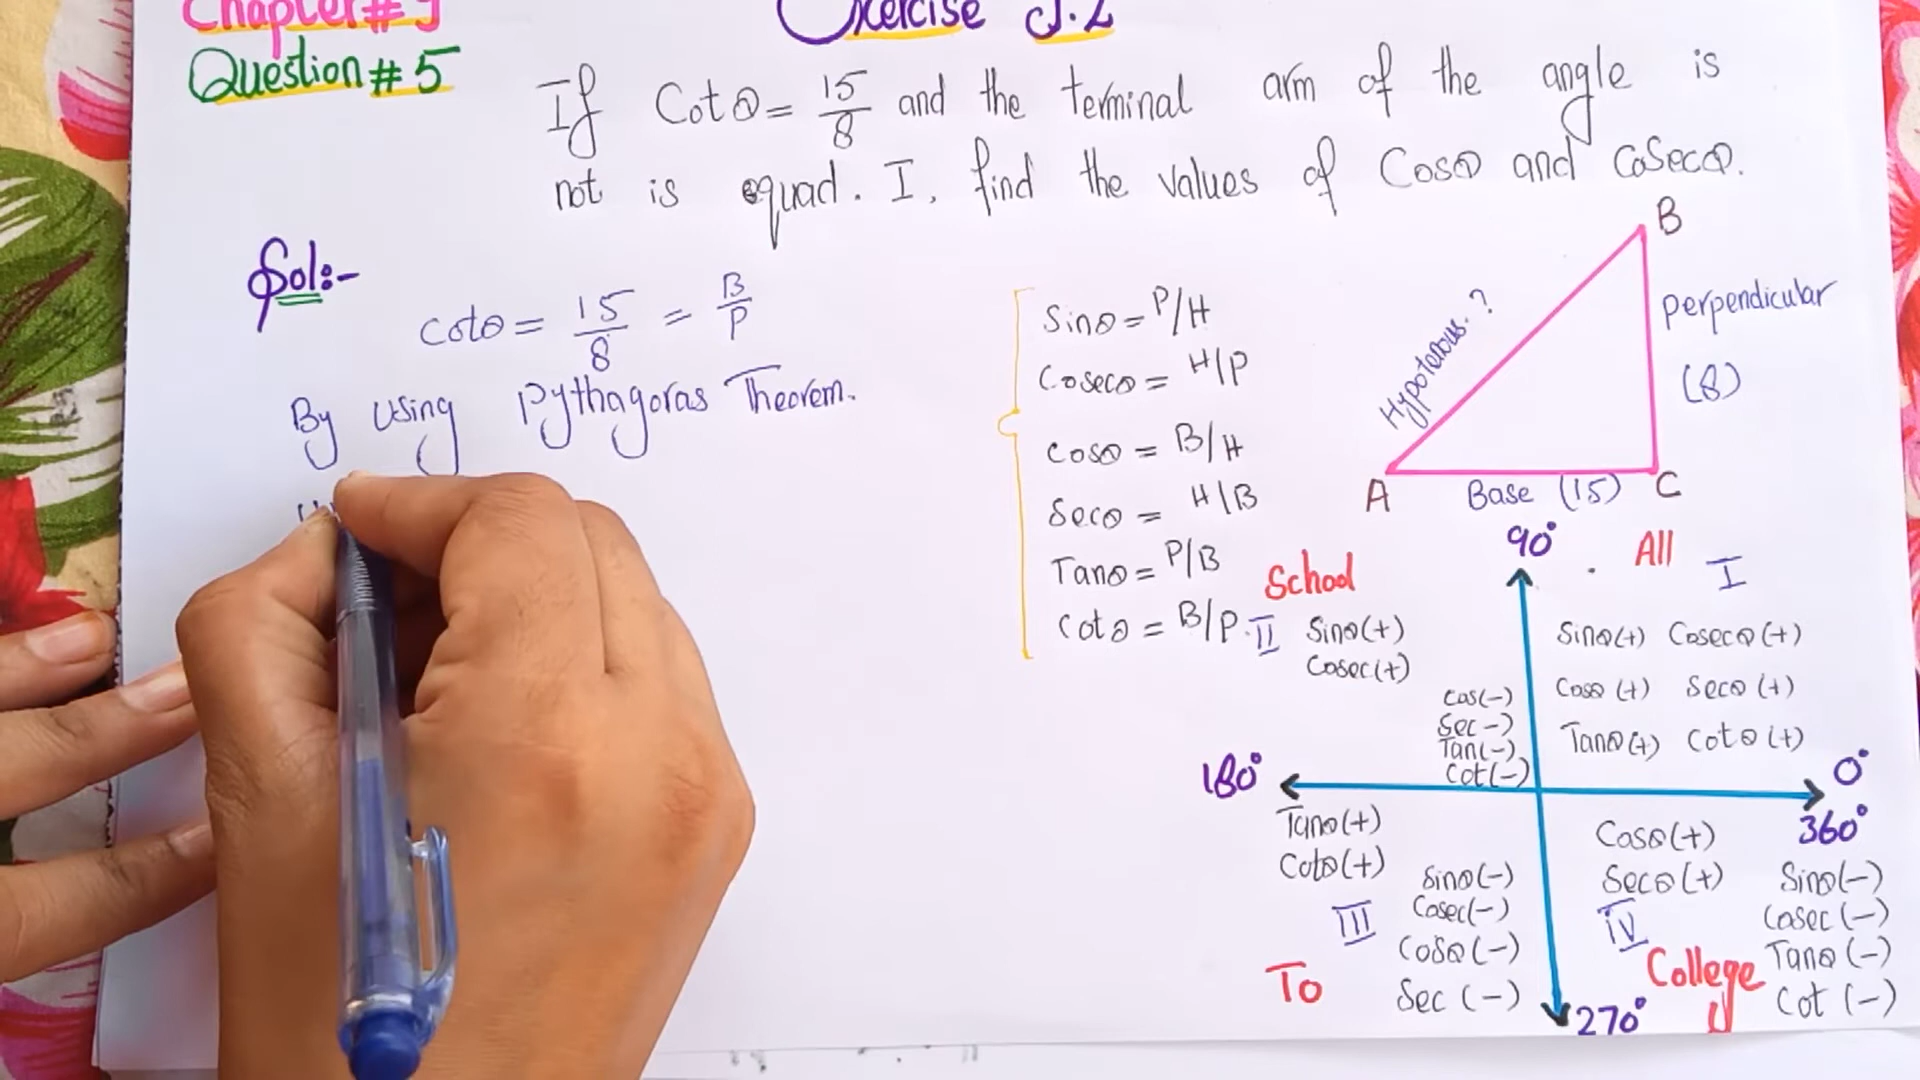 Chapter # 9
Exercise 9.2
Question # 5
If Cotθ = 15/8 and the terminal arm of the angle is
not is quad. I, find the values of Cosθ and Cosecθ.
Sol:-
Cotθ = 15/8 = B/P
By using Pythagoras Theorem.
Sinθ = P/H
Cosecθ = H/P
Cosθ = B/H
Secθ = H/B
Tanθ = P/B
Cotθ = B/P
B
Perpendicular
(8)
Hypotenous. ?
A
Base (15)
C
90°
All
I
School
II
Sinθ(+)
Cosec(+)
Cos(-)
Sec -)
Tan(-)
Cot(-)
Sinθ(+) Cosecθ(+)
Cosθ (+) Secθ (+)
Tanθ(+) Cotθ (+)
180°
0°
360°
Tanθ(+)
Cotθ(+)
III
Sinθ(-)
Cosec(-)
Cosθ(-)
Sec (-)
To
Cosθ(+)
Secθ(+)
IV
Sinθ(-)
Cosec (-)
Tanθ (-)
Cot (-)
College
270°